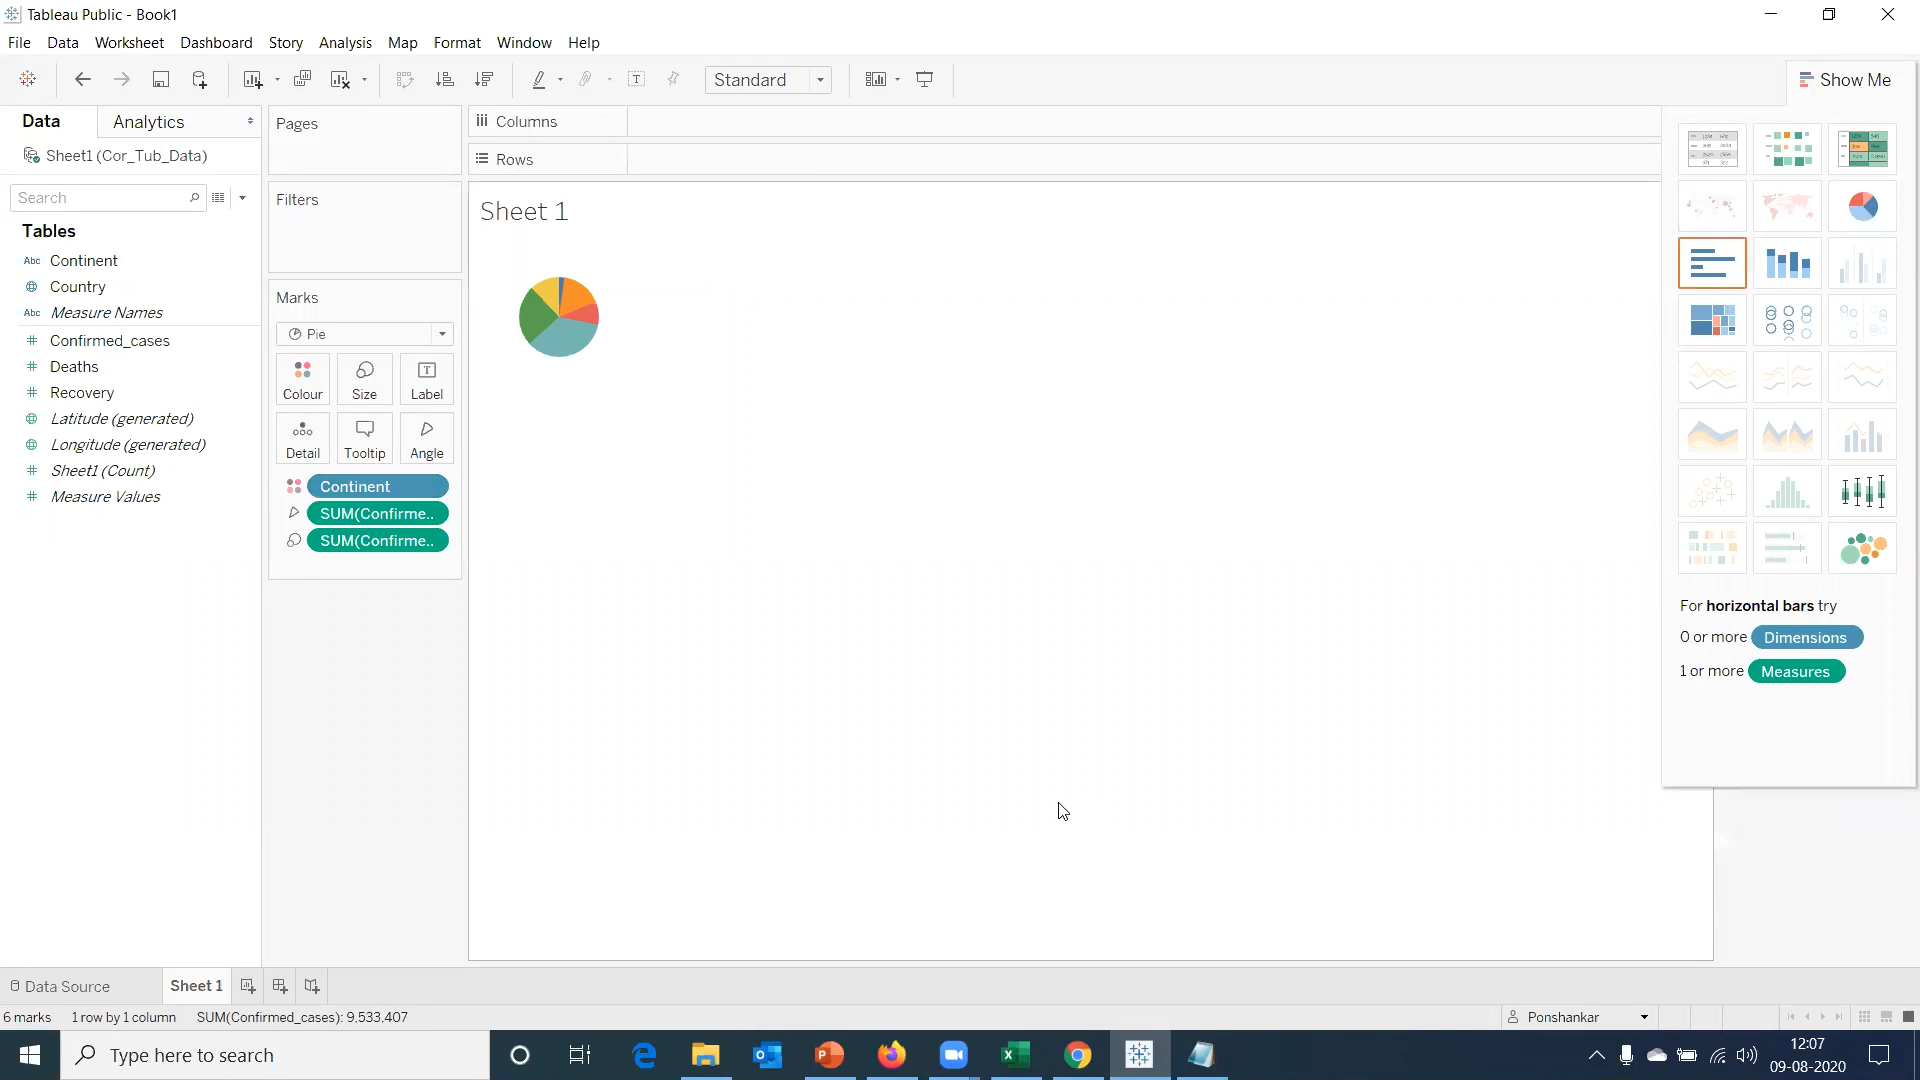 Tableau Public - Book1
File Data Worksheet Dashboard Story Analysis Map Format Window Help
Standard
Show Me
Data
Analytics
Sheet1 (Cor_Tub_Data)
Search
Tables
Abc Continent
Country
Abc Measure Names
Confirmed_cases
Deaths
Recovery
Latitude (generated)
Longitude (generated)
Sheet1 (Count)
Measure Values
Pages
Filters
Marks
Pie
Colour
Size
Label
Detail
Tooltip
Angle
Continent
SUM(Confirme..
SUM(Confirme..
Columns
Rows
Sheet 1
For horizontal bars try
0 or more Dimensions
1 or more Measures
Data Source
Sheet 1
6 marks
1 row by 1 column
SUM(Confirmed_cases): 9,533,407
Ponshankar
Type here to search
12:07
09-08-2020